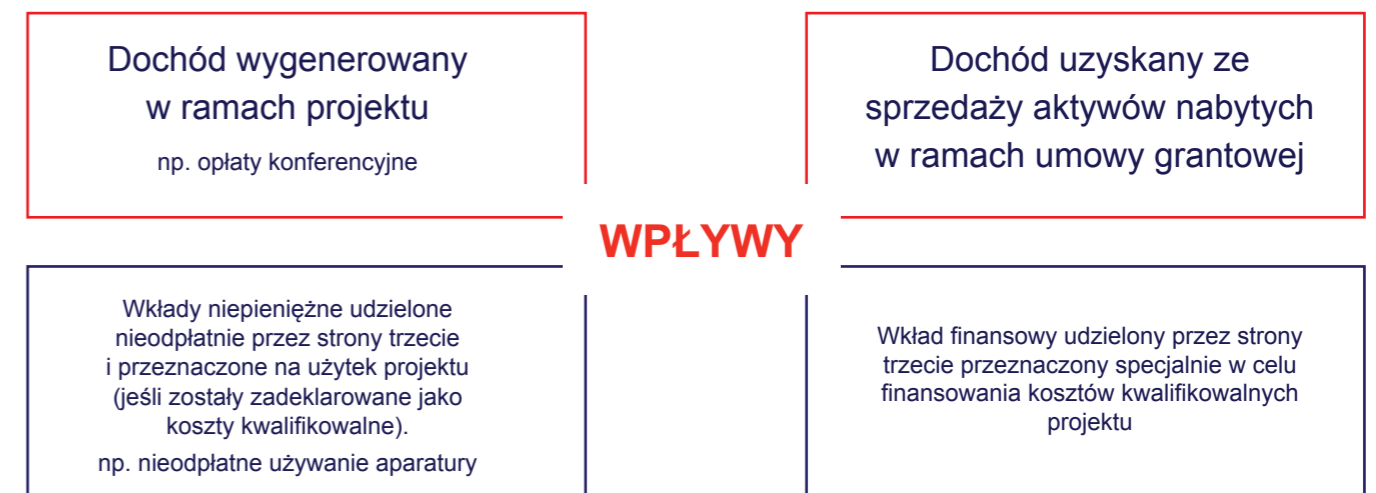 Dochód wygenerowany
w ramach projektu
np. opłaty konferencyjne
Dochód uzyskany ze
sprzedaży aktywów nabytych
w ramach umowy grantowej
WPŁYWY
Wkłady niepieniężne udzielone
nieodpłatnie przez strony trzecie
i przeznaczone na użytek projektu
(jeśli zostały zadeklarowane jako
koszty kwalifikowalne).
np. nieodpłatne używanie aparatury
Wkład finansowy udzielony przez strony
trzecie przeznaczony specjalnie w celu
finansowania kosztów kwalifikowalnych
projektu